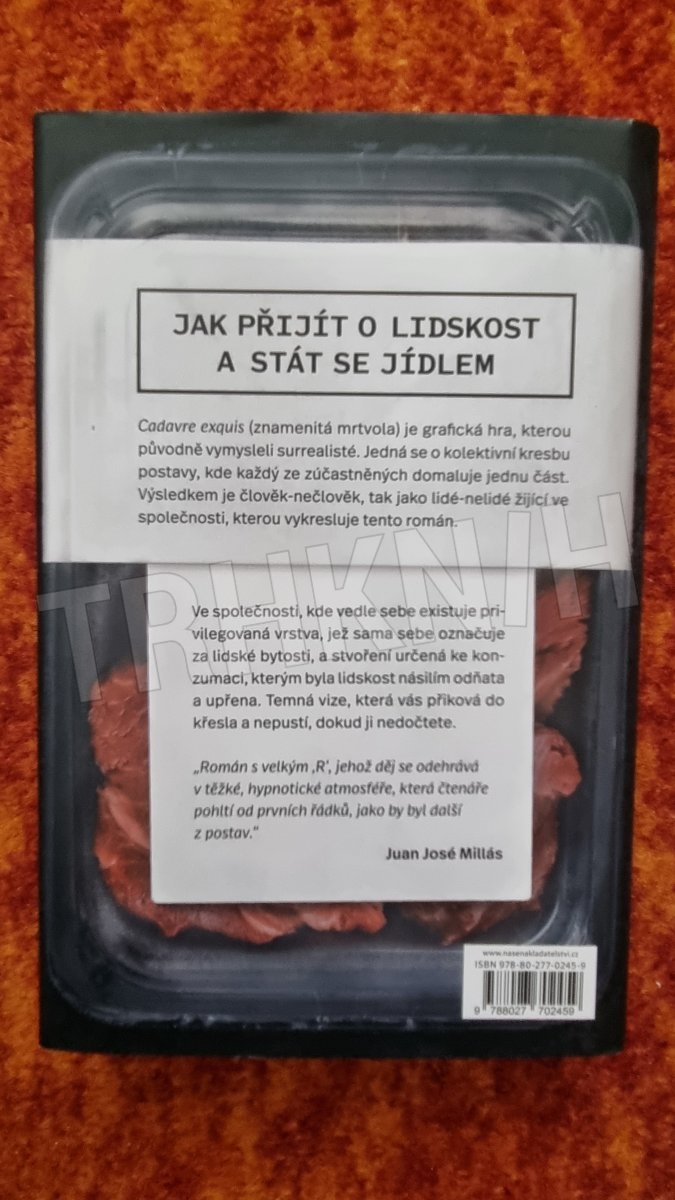 JAK PŘIJÍT O LIDSKOST
A STÁT SE JÍDLEM
Cadavre exquis (znamenitá mrtvola) je grafická hra, kterou
původně vymysleli surrealisté. Jedná se o kolektivní kresbu
postavy, kde každý ze zúčastněných domaluje jednu část.
Výsledkem je člověk-nečlověk, tak jako lidé-nelidé žijící ve
společnosti, kterou vykresluje tento román.
TRHKNIH
Ve společnosti, kde vedle sebe existuje pri-
vilegovaná vrstva, jež sama sebe označuje
za lidské bytosti, a stvoření určená ke kon-
zumaci, kterým byla lidskost násilím odňata
a upřena. Temná vize, která vás přiková do
křesla a nepustí, dokud ji nedočtete.
„Román s velkým ‚R‘, jehož děj se odehrává
v těžké, hypnotické atmosféře, která čtenáře
pohltí od prvních řádků, jako by byl další
z postav.“
Juan José Millás
www.nasenakladatelstvi.cz
ISBN 978-80-277-0245-9
9 788027 702459